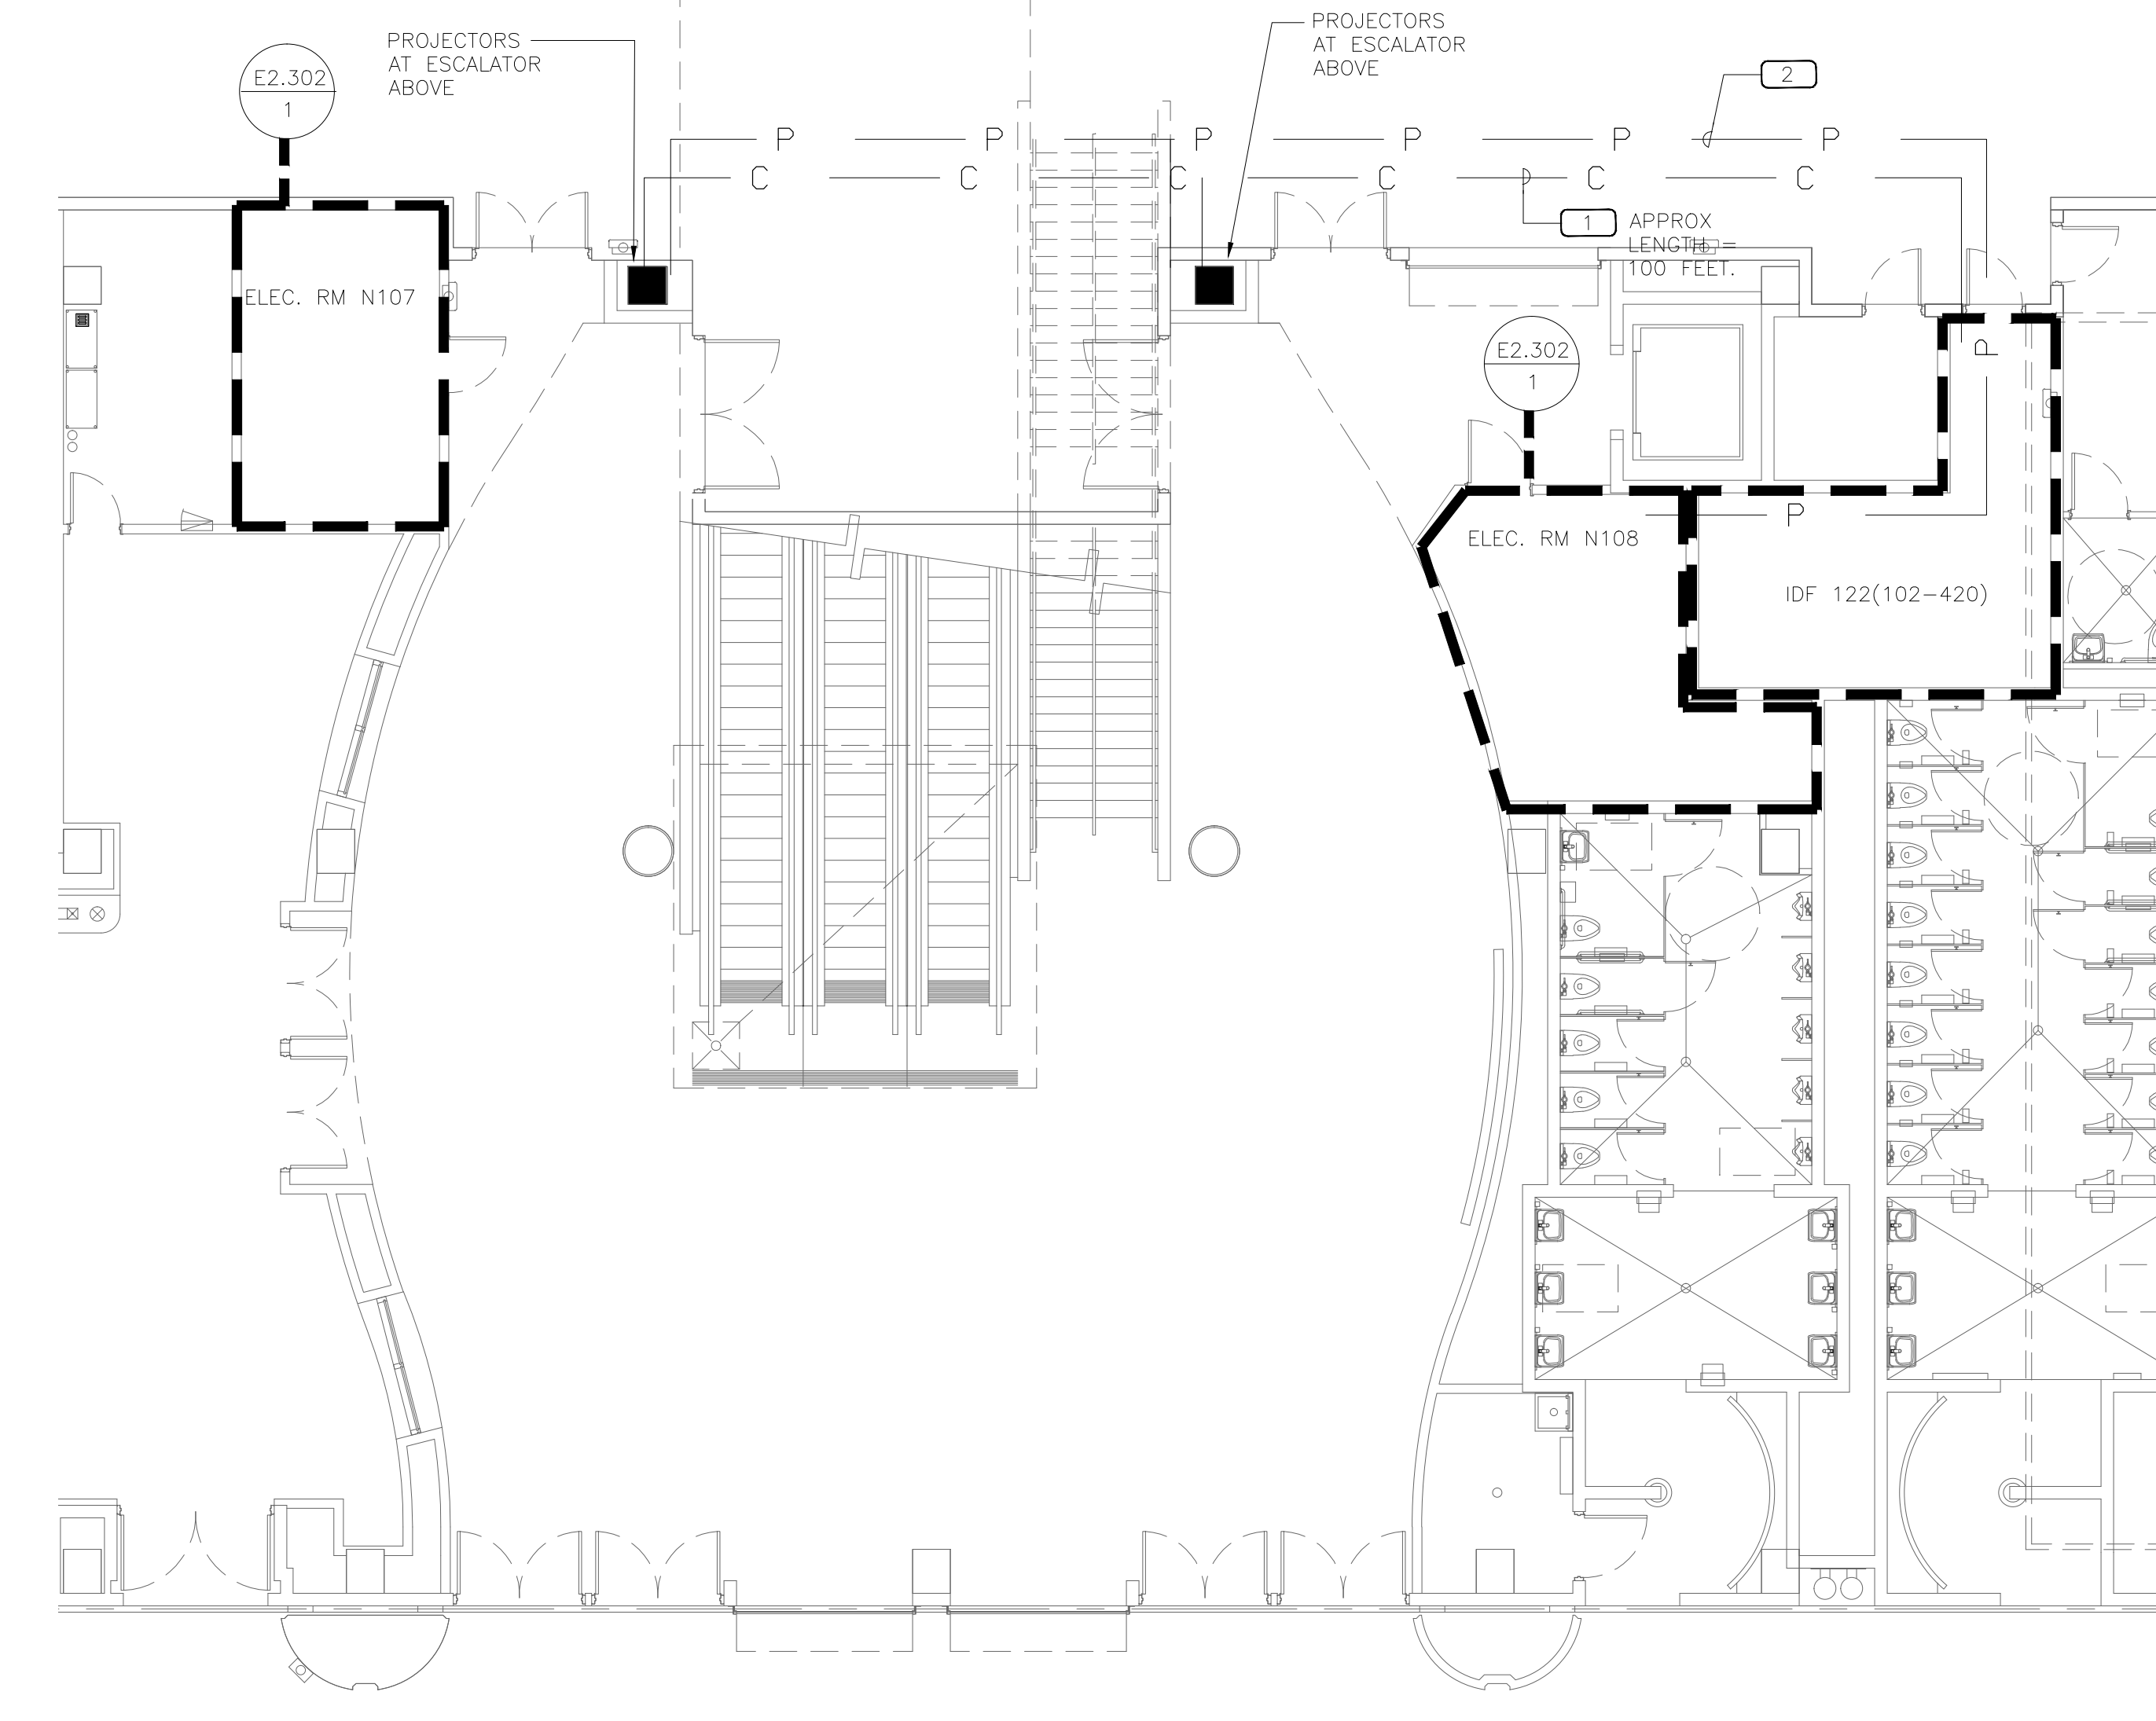 PROJECTORS
AT ESCALATOR
ABOVE
PROJECTORS
AT ESCALATOR
ABOVE
E2.302
1
2
P P P P P P
C C C C C C
1
APPROX
LENGTH =
100 FEET.
ELEC. RM N107
E2.302
1
P
P
ELEC. RM N108
IDF 122(102-420)